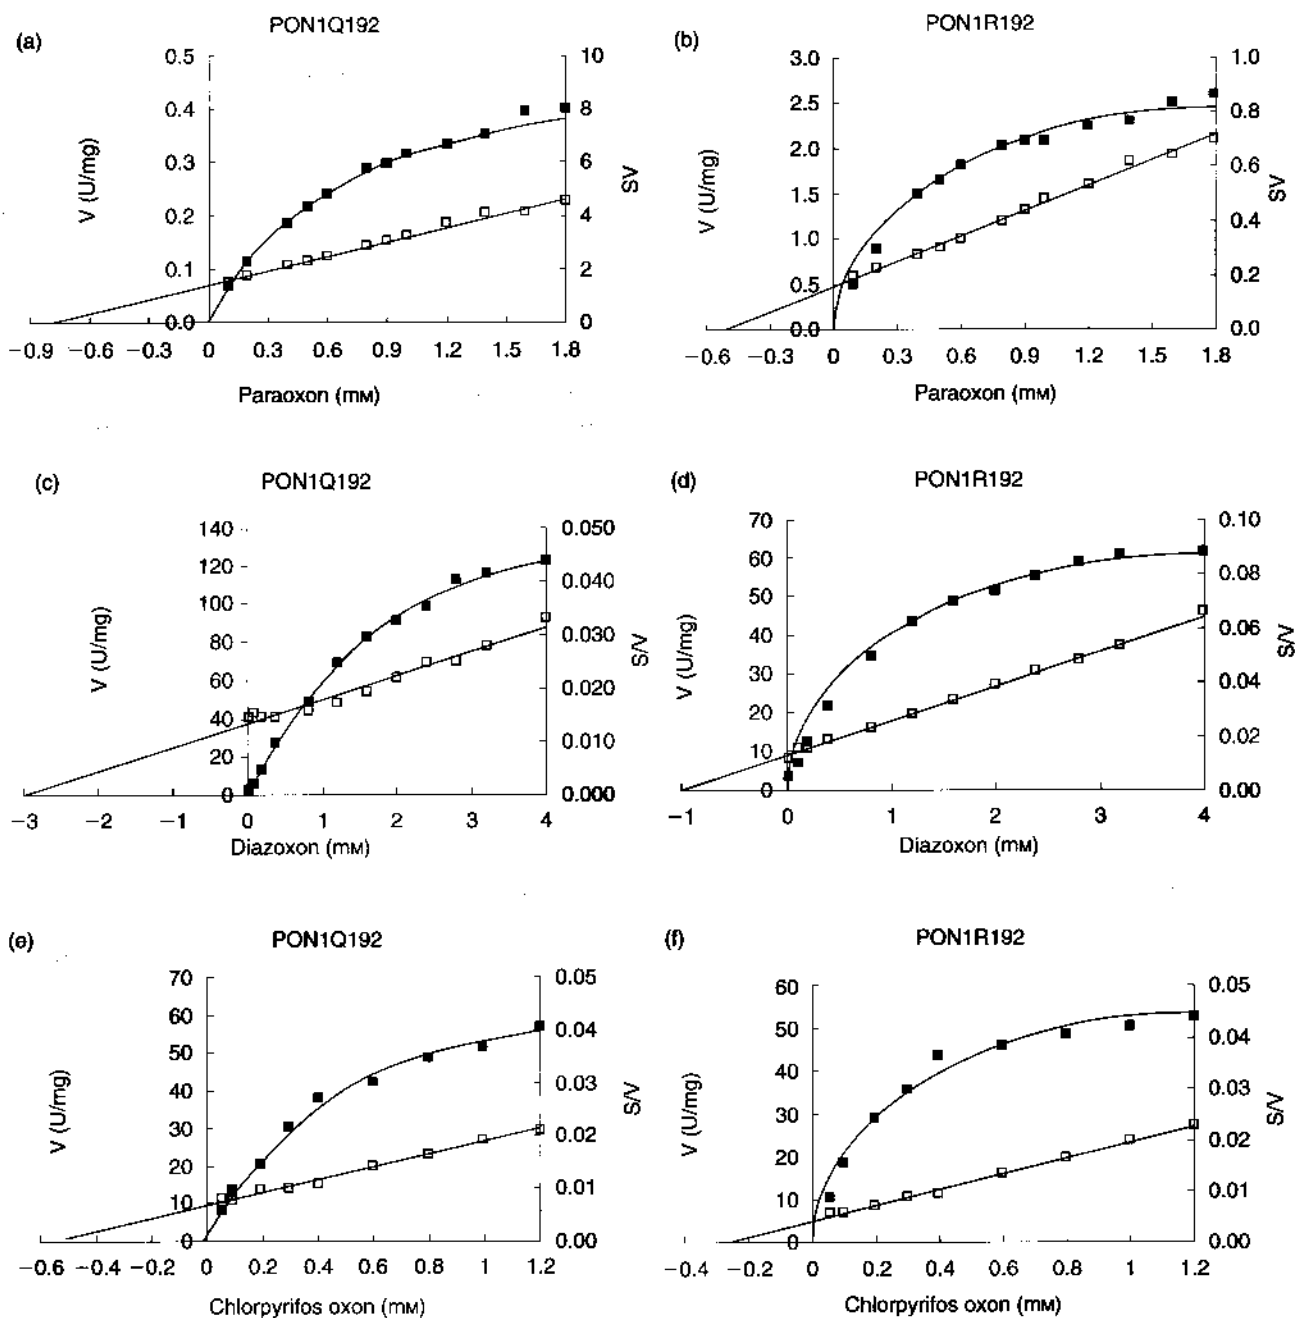 (a)
PON1Q192
0.5
0.4
0.3
0.2
0.1
0.0
V (U/mg)
10
8
6
4
2
0
SV
−0.9 −0.6 −0.3 0 0.3 0.6 0.9 1.2 1.5 1.8
Paraoxon (mM)
(b)
PON1R192
3.0
2.5
2.0
1.5
1.0
0.5
0.0
V (U/mg)
1.0
0.8
0.6
0.4
0.2
0.0
SV
−0.6 −0.3 0 0.3 0.6 0.9 1.2 1.5 1.8
Paraoxon (mM)
(c)
PON1Q192
140
120
100
80
60
40
20
0
V (U/mg)
0.050
0.040
0.030
0.020
0.010
0.000
S/V
−3 −2 −1 0 1 2 3 4
Diazoxon (mM)
(d)
PON1R192
70
60
50
40
30
20
10
0
V (U/mg)
0.10
0.08
0.06
0.04
0.02
0.00
S/V
−1 0 1 2 3 4
Diazoxon (mM)
(e)
PON1Q192
70
60
50
40
30
20
10
0
V (U/mg)
0.05
0.04
0.03
0.02
0.01
0.00
S/V
−0.6 −0.4 −0.2 0 0.2 0.4 0.6 0.8 1 1.2
Chlorpyrifos oxon (mM)
(f)
PON1R192
60
50
40
30
20
10
0
V (U/mg)
0.05
0.04
0.03
0.02
0.01
0.00
S/V
−0.4 −0.2 0 0.2 0.4 0.6 0.8 1 1.2
Chlorpyrifos oxon (mM)